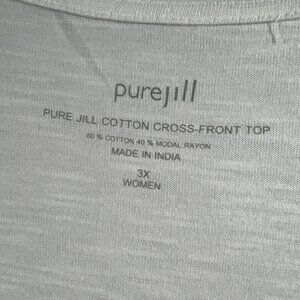 purejill
PURE JILL COTTON CROSS-FRONT TOP
60 % COTTON 40 % MODAL RAYON
MADE IN INDIA
3X
WOMEN